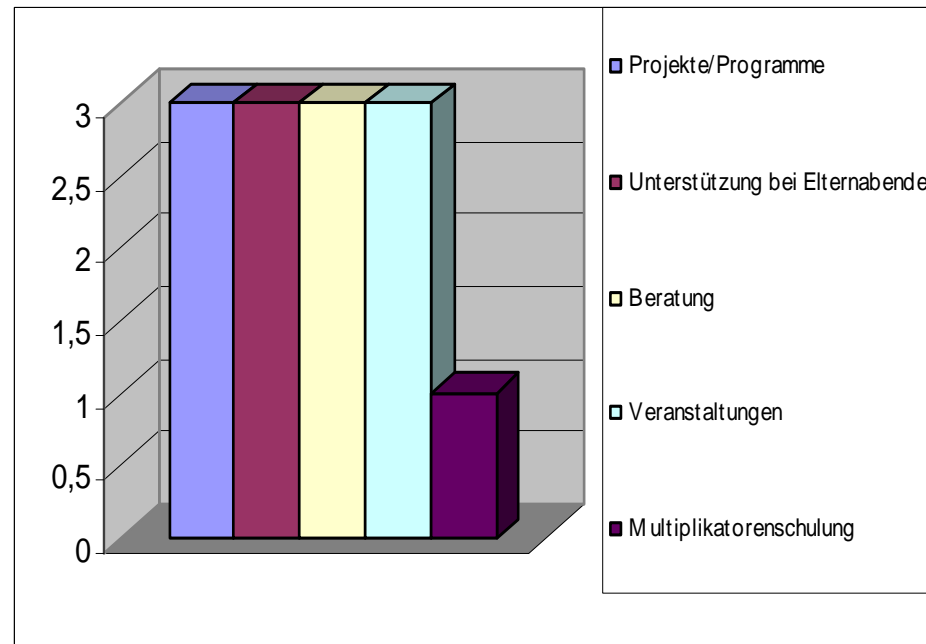 3
2,5
2
1,5
1
0,5
0
Projekte/Programme
Unterstützung bei Elternabende
Beratung
Veranstaltungen
Multiplikatorenschulung